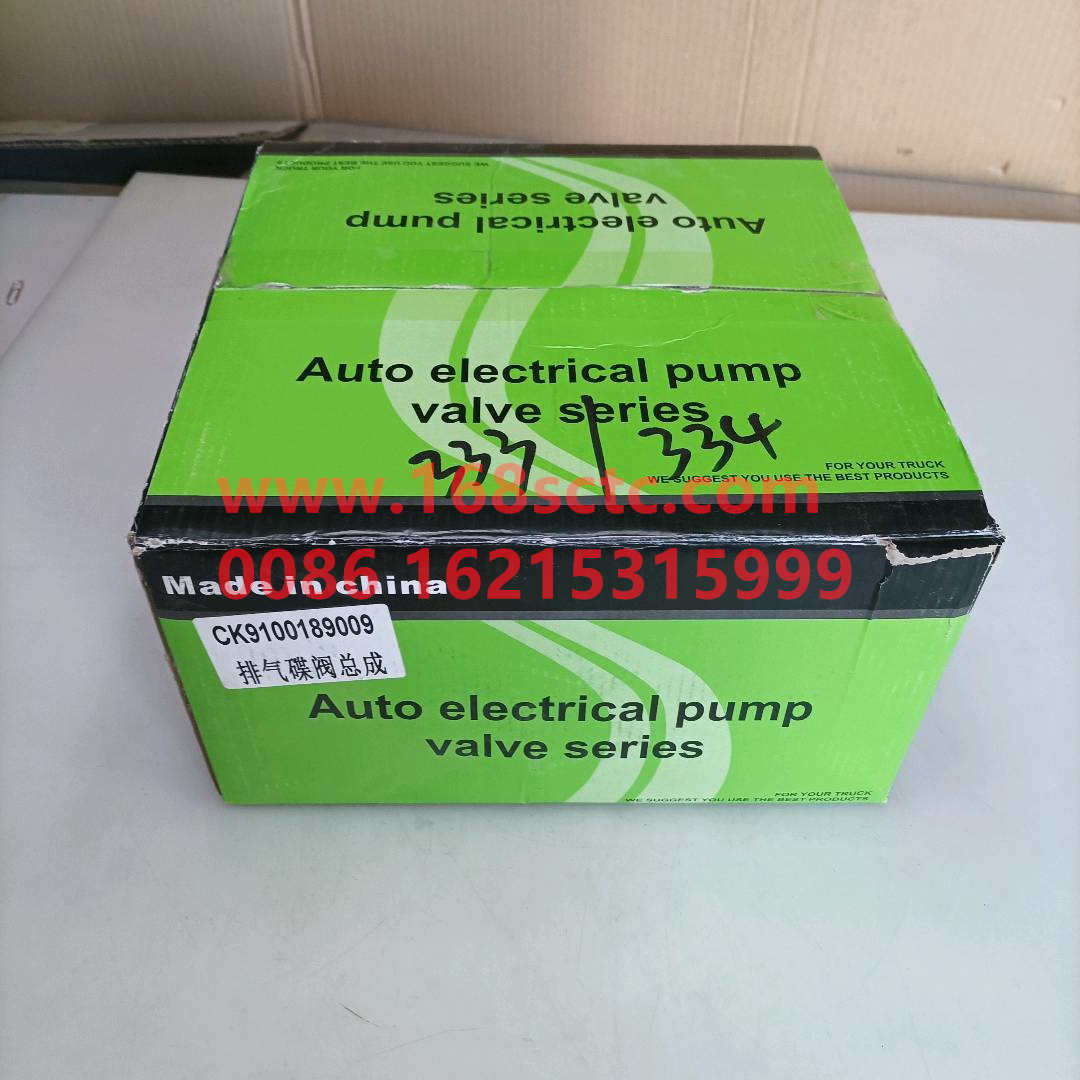 FOR YOUR TRUCK
WE SUGGEST YOU USE THE BEST PRODUCTS
Auto electrical pump
valve series
Auto electrical pump
valve series
333 / 334
FOR YOUR TRUCK
WE SUGGEST YOU USE THE BEST PRODUCTS
www.168sctc.com
0086 16215315999
Made in china
CK9100189009
排气碟阀总成
Auto electrical pump
valve series
FOR YOUR TRUCK
WE SUGGEST YOU USE THE BEST PRODUCTS